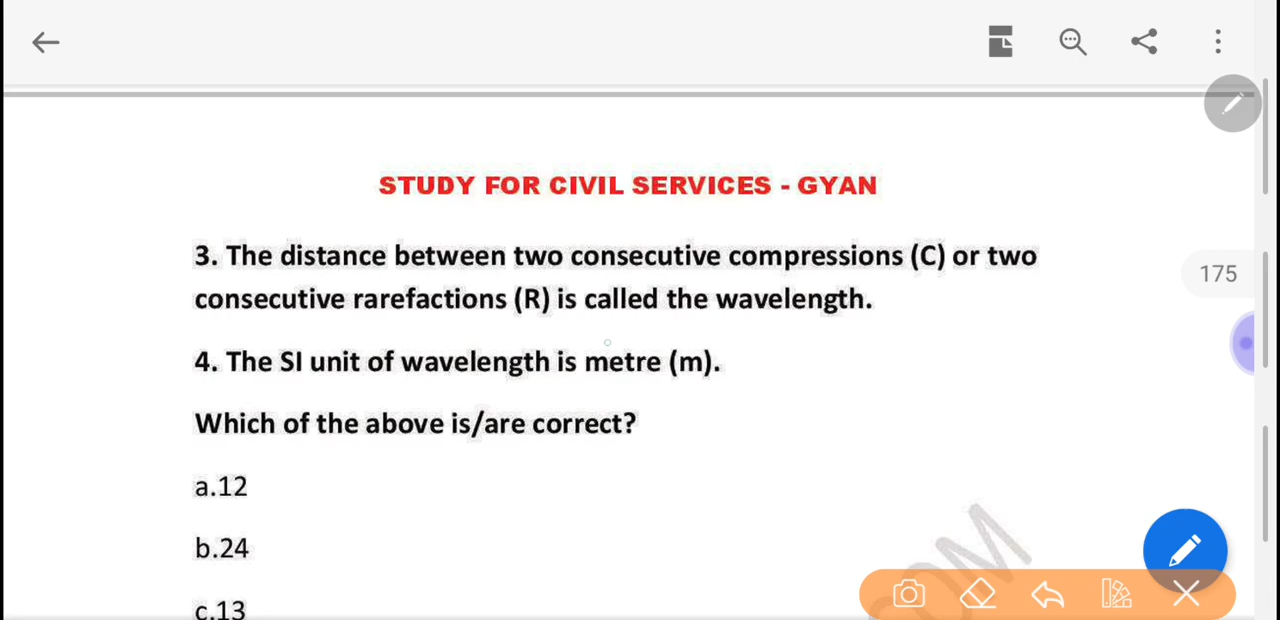 STUDY FOR CIVIL SERVICES - GYAN
3. The distance between two consecutive compressions (C) or two
consecutive rarefactions (R) is called the wavelength.
175
4. The SI unit of wavelength is metre (m).
Which of the above is/are correct?
a.12
b.24
c.13